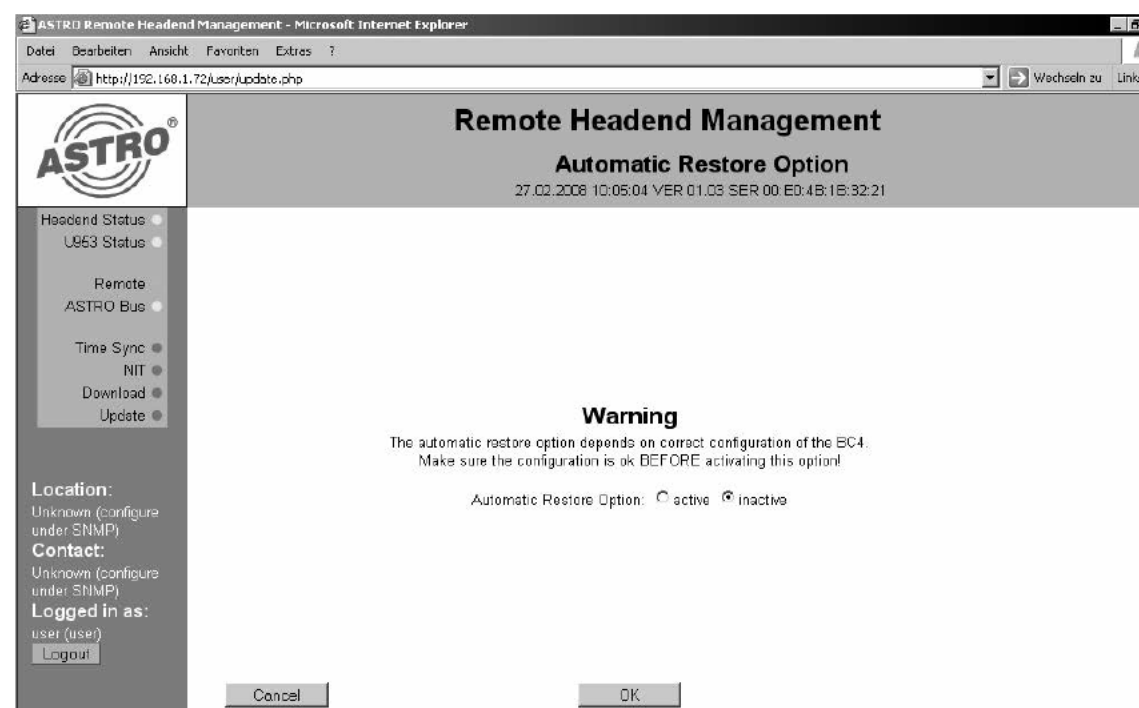 ASTRO Remote Headend Management - Microsoft Internet Explorer
Datei Bearbeiten Ansicht Favoriten Extras ?
Adresse http://192.168.1.72/user/update.php Wechseln zu Links
ASTRO®
Remote Headend Management
Automatic Restore Option
27.02.2008 10:05:04 VER 01.03 SER 00:E0:4B:1B:32:21
Headend Status
U953 Status
Remote
ASTRO Bus
Time Sync
NIT
Download
Update
Warning
The automatic restore option depends on correct configuration of the BC4.
Make sure the configuration is ok BEFORE activating this option!
Automatic Restore Option: active inactive
Location:
Unknown (configure
under SNMP)
Contact:
Unknown (configure
under SNMP)
Logged in as:
user (user)
Logout
Cancel OK